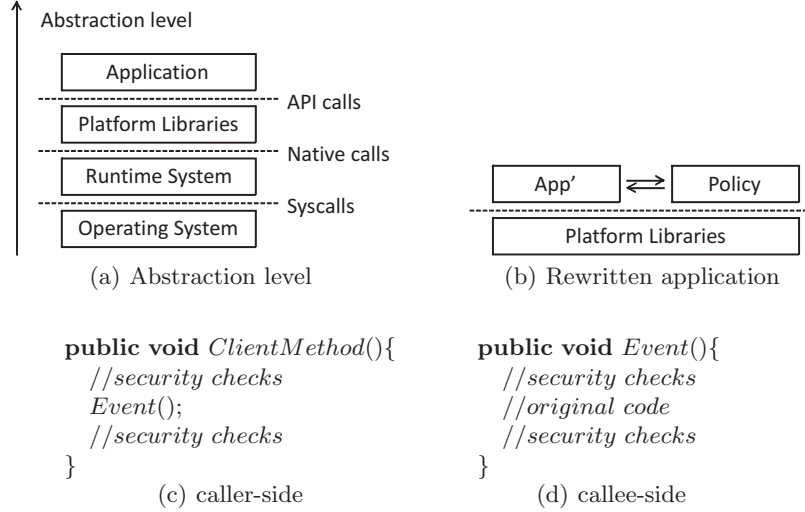 Abstraction level
Application
API calls
Platform Libraries
Native calls
Runtime System
Syscalls
Operating System
(a) Abstraction level
App’
Policy
Platform Libraries
(b) Rewritten application
public void ClientMethod(){
//security checks
Event();
//security checks
}
(c) caller-side
public void Event(){
//security checks
//original code
//security checks
}
(d) callee-side